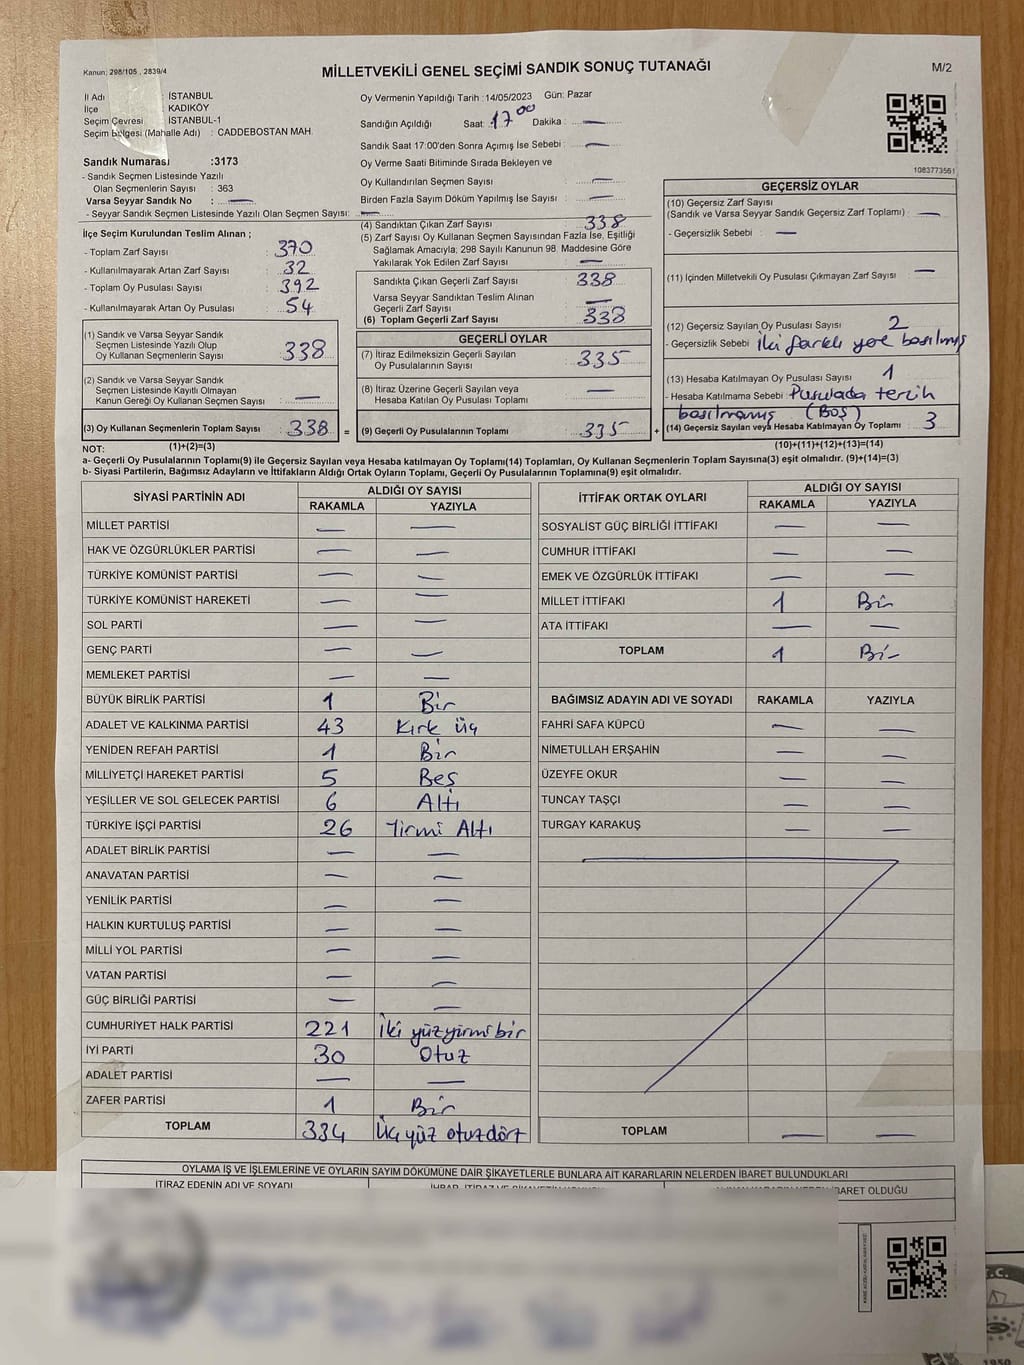 Kanun: 298/105 , 2839/4
MİLLETVEKİLİ GENEL SEÇİMİ SANDIK SONUÇ TUTANAĞI
M/2
İl Adı : İSTANBUL
İlçe : KADIKÖY
Seçim Çevresi : İSTANBUL-1
Seçim Bölgesi (Mahalle Adı) : CADDEBOSTAN MAH.
Sandık Numarası :3173
- Sandık Seçmen Listesinde Yazılı
Olan Seçmenlerin Sayısı : 363
Varsa Seyyar Sandık No : —
- Seyyar Sandık Seçmen Listesinde Yazılı Olan Seçmen Sayısı: —
İlçe Seçim Kurulundan Teslim Alınan ;
- Toplam Zarf Sayısı : 370
- Kullanılmayarak Artan Zarf Sayısı : 32
- Toplam Oy Pusulası Sayısı : 392
- Kullanılmayarak Artan Oy Pusulası : 54
(1) Sandık ve Varsa Seyyar Sandık
Seçmen Listesinde Yazılı Olup
Oy Kullanan Seçmenlerin Sayısı : 338
(2) Sandık ve Varsa Seyyar Sandık
Seçmen Listesinde Kayıtlı Olmayan
Kanun Gereği Oy Kullanan Seçmen Sayısı : —
(3) Oy Kullanan Seçmenlerin Toplam Sayısı : 338 =
Oy Vermenin Yapıldığı Tarih :14/05/2023 Gün: Pazar
Sandığın Açıldığı Saat: 17 00 Dakika : —
Sandık Saat 17:00'den Sonra Açımış İse Sebebi : —
Oy Verme Saati Bitiminde Sırada Bekleyen ve
Oy Kullandırılan Seçmen Sayısı : —
Birden Fazla Sayım Döküm Yapılmış İse Sayısı : —
(4) Sandıktan Çıkan Zarf Sayısı : 338
(5) Zarf Sayısı Oy Kullanan Seçmen Sayısından Fazla İse, Eşitliği
Sağlamak Amacıyla; 298 Sayılı Kanunun 98. Maddesine Göre
Yakılarak Yok Edilen Zarf Sayısı : —
Sandıkta Çıkan Geçerli Zarf Sayısı : 338
Varsa Seyyar Sandıktan Teslim Alınan
Geçerli Zarf Sayısı : —
(6) Toplam Geçerli Zarf Sayısı : 338
GEÇERLİ OYLAR
(7) İtiraz Edilmeksizin Geçerli Sayılan
Oy Pusulalarının Sayısı : 335
(8) İtiraz Üzerine Geçerli Sayılan veya
Hesaba Katılan Oy Pusulası Toplamı : —
(9) Geçerli Oy Pusulalarının Toplamı : 335 +
1083773561
GEÇERSİZ OYLAR
(10) Geçersiz Zarf Sayısı
(Sandık ve Varsa Seyyar Sandık Geçersiz Zarf Toplamı) : —
- Geçersizlik Sebebi : —
(11) İçinden Milletvekili Oy Pusulası Çıkmayan Zarf Sayısı : —
(12) Geçersiz Sayılan Oy Pusulası Sayısı : 2
- Geçersizlik Sebebi : İki farklı yere basılmış
(13) Hesaba Katılmayan Oy Pusulası Sayısı : 1
- Hesaba Katılmama Sebebi : Pusulada tercih
basılmamış (Boş)
(14) Geçersiz Sayılan veya Hesaba Katılmayan Oy Toplamı : 3
NOT: (1)+(2)=(3)
(10)+(11)+(12)+(13)=(14)
a- Geçerli Oy Pusulalarının Toplamı(9) ile Geçersiz Sayılan veya Hesaba katılmayan Oy Toplamı(14) Toplamları, Oy Kullanan Seçmenlerin Toplam Sayısına(3) eşit olmalıdır. (9)+(14)=(3)
b- Siyasi Partilerin, Bağımsız Adayların ve İttifakların Aldığı Ortak Oyların Toplamı, Geçerli Oy Pusulalarının Toplamına(9) eşit olmalıdır.
SİYASİ PARTİNİN ADI ALDIĞI OY SAYISI
RAKAMLA YAZIYLA
MİLLET PARTİSİ — —
HAK VE ÖZGÜRLÜKLER PARTİSİ — —
TÜRKİYE KOMÜNİST PARTİSİ — —
TÜRKİYE KOMÜNİST HAREKETİ — —
SOL PARTİ — —
GENÇ PARTİ — —
MEMLEKET PARTİSİ — —
BÜYÜK BİRLİK PARTİSİ 1 Bir
ADALET VE KALKINMA PARTİSİ 43 Kırk üç
YENİDEN REFAH PARTİSİ 1 Bir
MİLLİYETÇİ HAREKET PARTİSİ 5 Beş
YEŞİLLER VE SOL GELECEK PARTİSİ 6 Altı
TÜRKİYE İŞÇİ PARTİSİ 26 Yirmi Altı
ADALET BİRLİK PARTİSİ — —
ANAVATAN PARTİSİ — —
YENİLİK PARTİSİ — —
HALKIN KURTULUŞ PARTİSİ — —
MİLLİ YOL PARTİSİ — —
VATAN PARTİSİ — —
GÜÇ BİRLİĞİ PARTİSİ — —
CUMHURİYET HALK PARTİSİ 221 İki yüzyirmi bir
İYİ PARTİ 30 Otuz
ADALET PARTİSİ — —
ZAFER PARTİSİ 1 Bir
TOPLAM 334 Üç yüz otuzdört
İTTİFAK ORTAK OYLARI ALDIĞI OY SAYISI
RAKAMLA YAZIYLA
SOSYALİST GÜÇ BİRLİĞİ İTTİFAKI — —
CUMHUR İTTİFAKI — —
EMEK VE ÖZGÜRLÜK İTTİFAKI — —
MİLLET İTTİFAKI 1 Bir
ATA İTTİFAKI — —
TOPLAM 1 Bir
BAĞIMSIZ ADAYIN ADI VE SOYADI RAKAMLA YAZIYLA
FAHRİ SAFA KÜPCÜ — —
NİMETULLAH ERŞAHİN — —
ÜZEYFE OKUR — —
TUNCAY TAŞÇI — —
TURGAY KARAKUŞ — —
TOPLAM — —
OYLAMA İŞ VE İŞLEMLERİNE VE OYLARIN SAYIM DÖKÜMÜNE DAİR ŞİKAYETLERLE BUNLARA AİT KARARLARIN NELERDEN İBARET BULUNDUKLARI
İTİRAZ EDENİN ADI VE SOYADI
İBARET OLDUĞU
T.C.
1950